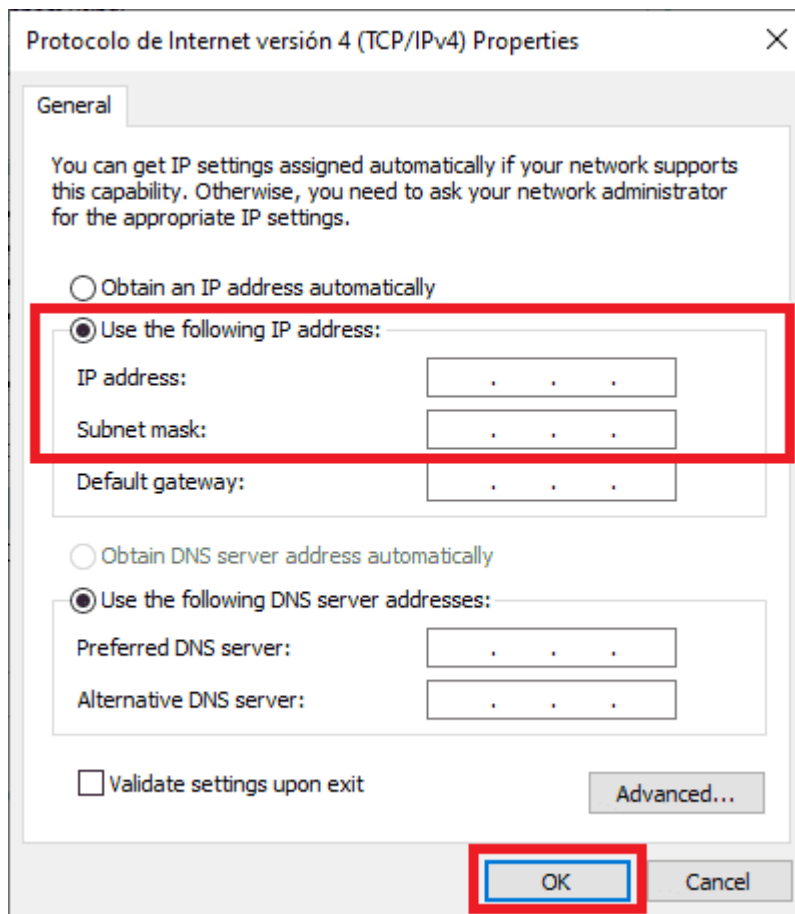 Protocolo de Internet versión 4 (TCP/IPv4) Properties
General
You can get IP settings assigned automatically if your network supports
this capability. Otherwise, you need to ask your network administrator
for the appropriate IP settings.
Obtain an IP address automatically
Use the following IP address:
IP address: . . .
Subnet mask: . . .
Default gateway: . . .
Obtain DNS server address automatically
Use the following DNS server addresses:
Preferred DNS server: . . .
Alternative DNS server: . . .
Validate settings upon exit
Advanced...
OK Cancel